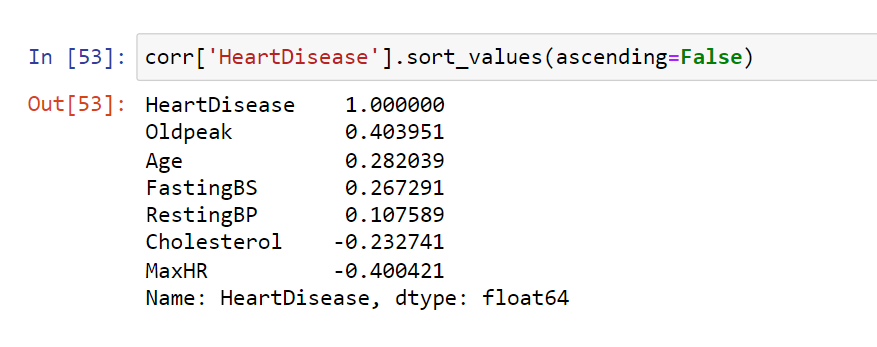 In [53]: corr['HeartDisease'].sort_values(ascending=False)
Out[53]: HeartDisease    1.000000
Oldpeak         0.403951
Age             0.282039
FastingBS       0.267291
RestingBP       0.107589
Cholesterol    -0.232741
MaxHR          -0.400421
Name: HeartDisease, dtype: float64